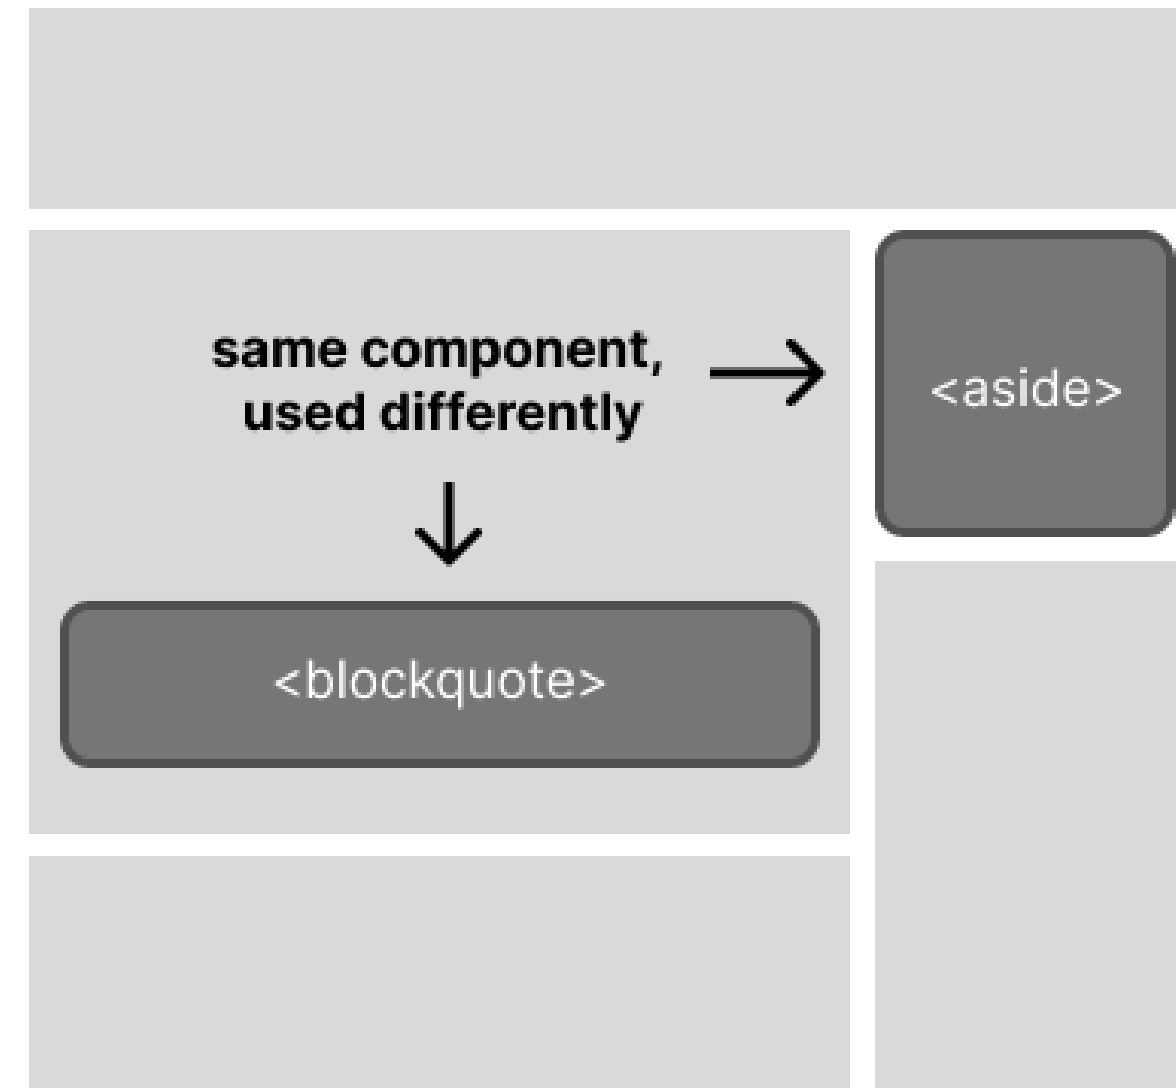 same component,
used differently
<aside>
<blockquote>